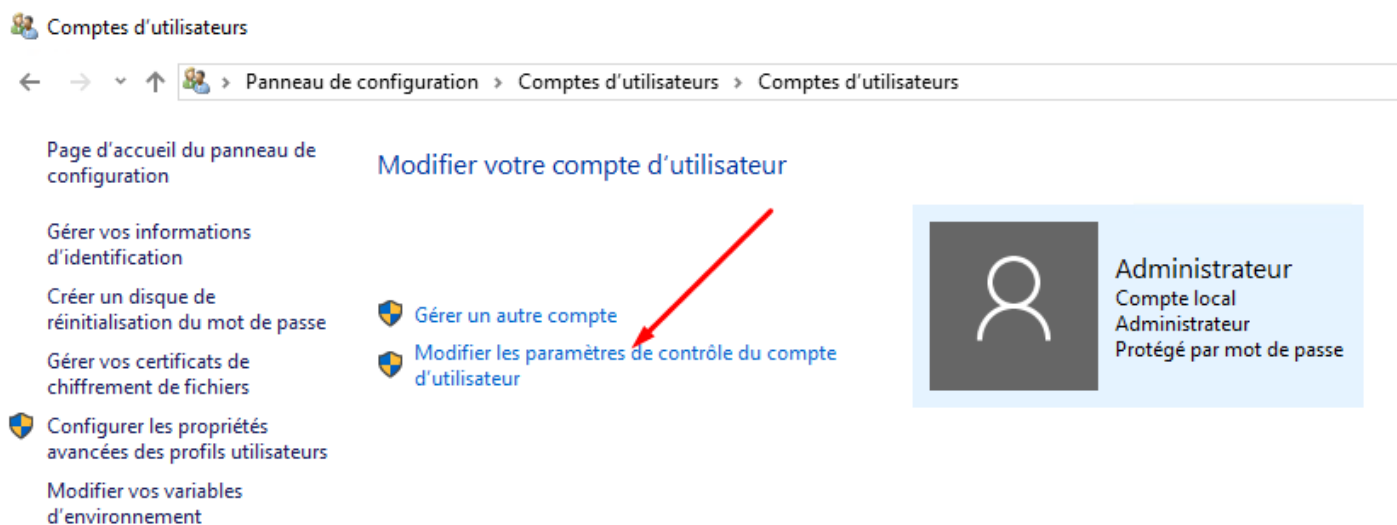 Comptes d’utilisateurs
Panneau de configuration > Comptes d’utilisateurs > Comptes d’utilisateurs
Page d’accueil du panneau de
configuration
Gérer vos informations
d’identification
Créer un disque de
réinitialisation du mot de passe
Gérer vos certificats de
chiffrement de fichiers
Configurer les propriétés
avancées des profils utilisateurs
Modifier vos variables
d’environnement
Modifier votre compte d’utilisateur
Gérer un autre compte
Modifier les paramètres de contrôle du compte
d’utilisateur
Administrateur
Compte local
Administrateur
Protégé par mot de passe